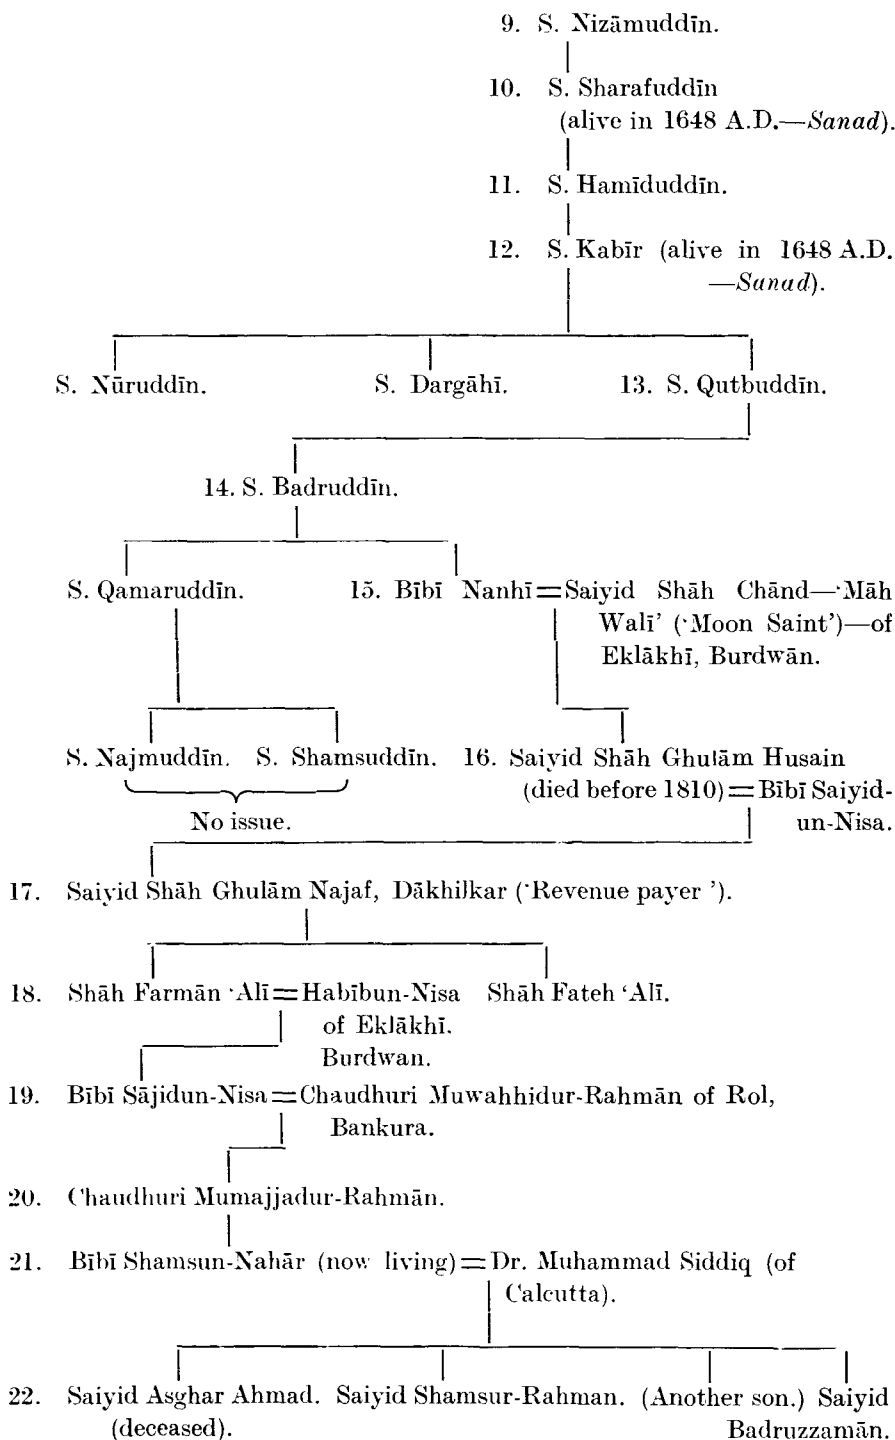 9. S. Nizāmuddīn.
10. S. Sharafuddīn
(alive in 1648 A.D.—Sanad).
11. S. Hamīduddīn.
12. S. Kabīr (alive in 1648 A.D.
—Sanad).
S. Nūruddīn. S. Dargāhī. 13. S. Qutbuddīn.
14. S. Badruddīn.
S. Qamaruddīn. 15. Bībī Nanhī=Saiyid Shāh Chānd—‘Māh
Walī’ (‘Moon Saint’)—of
Eklākhī, Burdwān.
S. Najmuddīn. S. Shamsuddīn. 16. Saiyid Shāh Ghulām Husain
(died before 1810)=Bībī Saiyid-
No issue. un-Nisa.
17. Saiyid Shāh Ghulām Najaf, Dākhilkar (‘Revenue payer ’).
18. Shāh Farmān ‘Alī=Habībun-Nisa Shāh Fateh ‘Alī.
of Eklākhī.
Burdwan.
19. Bībī Sājidun-Nisa=Chaudhuri Muwahhidur-Rahmān of Rol,
Bankura.
20. Chaudhuri Mumajjadur-Rahmān.
21. Bībī Shamsun-Nahār (now living)=Dr. Muhammad Siddiq (of
Calcutta).
22. Saiyid Asghar Ahmad. Saiyid Shamsur-Rahman. (Another son.) Saiyid
(deceased). Badruzzamān.